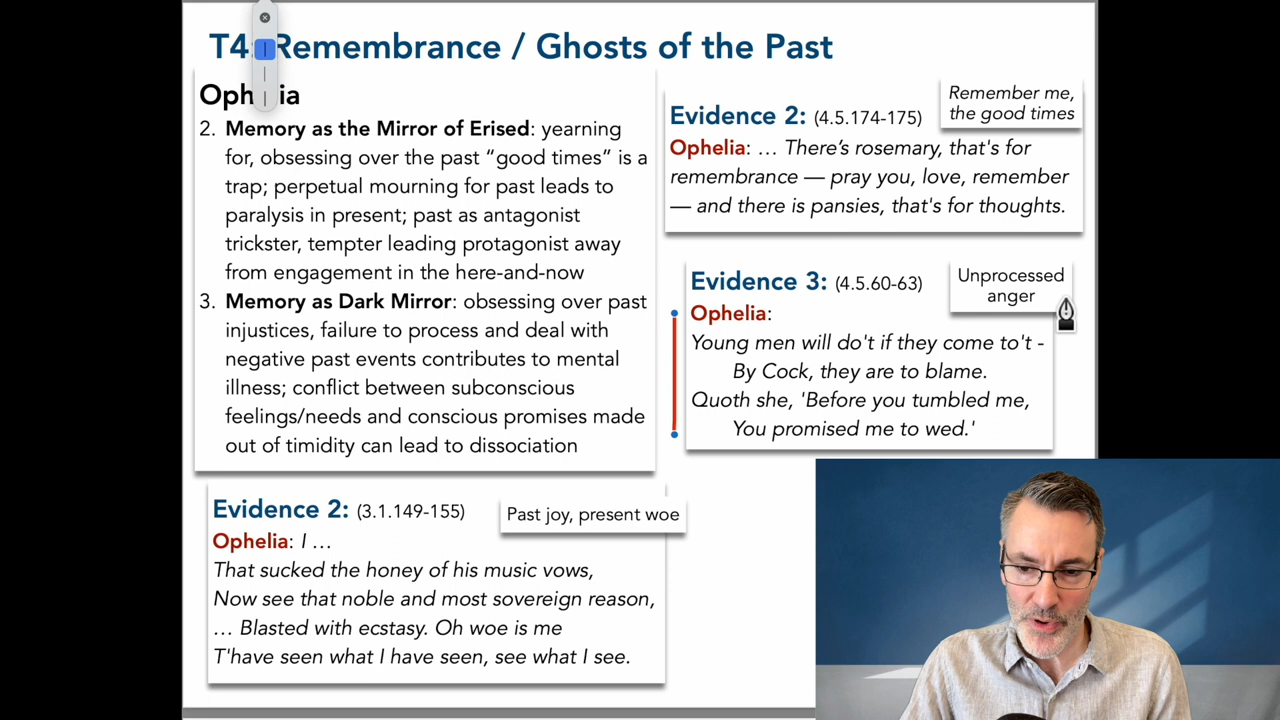 T4: Remembrance / Ghosts of the Past
Ophelia
2. Memory as the Mirror of Erised: yearning
for, obsessing over the past “good times” is a
trap; perpetual mourning for past leads to
paralysis in present; past as antagonist
trickster, tempter leading protagonist away
from engagement in the here-and-now
3. Memory as Dark Mirror: obsessing over past
injustices, failure to process and deal with
negative past events contributes to mental
illness; conflict between subconscious
feelings/needs and conscious promises made
out of timidity can lead to dissociation
Evidence 2: (3.1.149-155)
Past joy, present woe
Ophelia: I …
That sucked the honey of his music vows,
Now see that noble and most sovereign reason,
… Blasted with ecstasy. Oh woe is me
T'have seen what I have seen, see what I see.
Remember me,
the good times
Evidence 2: (4.5.174-175)
Ophelia: … There’s rosemary, that's for
remembrance — pray you, love, remember
— and there is pansies, that's for thoughts.
Unprocessed
anger
Evidence 3: (4.5.60-63)
Ophelia:
Young men will do't if they come to't -
By Cock, they are to blame.
Quoth she, 'Before you tumbled me,
You promised me to wed.'